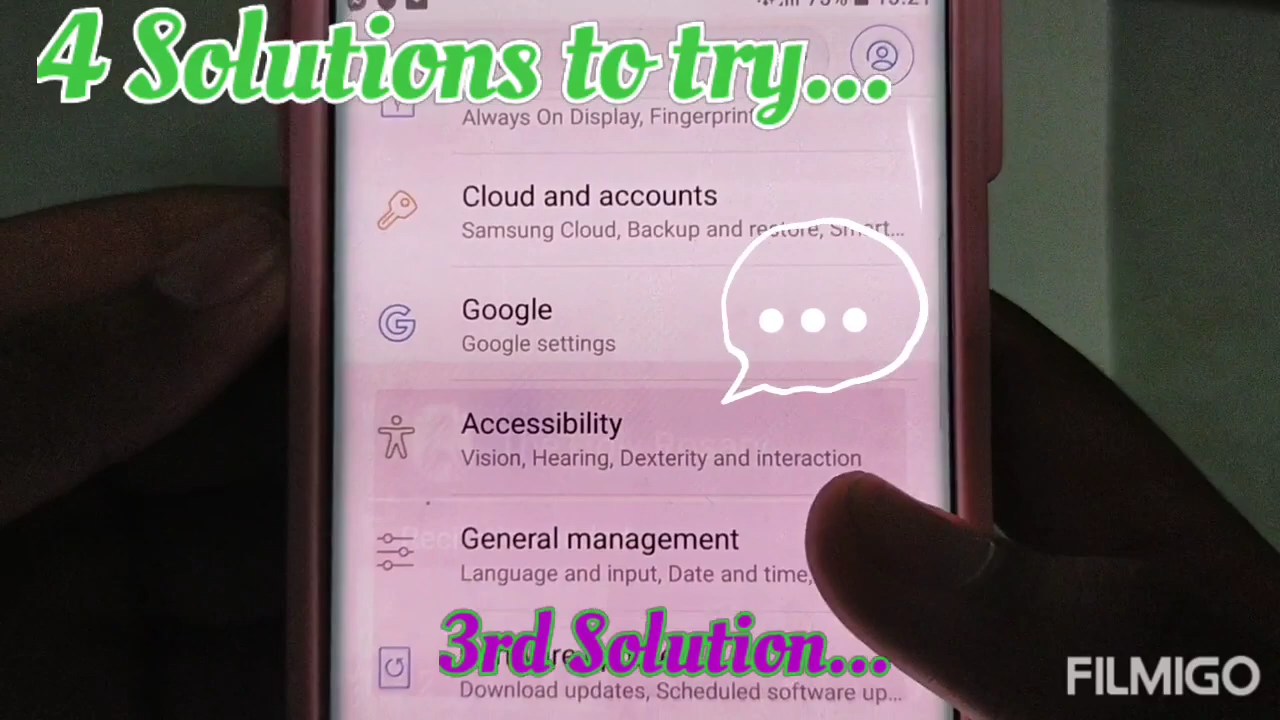 4 Solutions to try...
Always On Display, Fingerprint
Cloud and accounts
Samsung Cloud, Backup and restore, Smart...
Google
Google settings
Accessibility
Vision, Hearing, Dexterity and interaction
General management
Language and input, Date and time,
3rd Solution...
Download updates, Scheduled software up...
FILMIGO